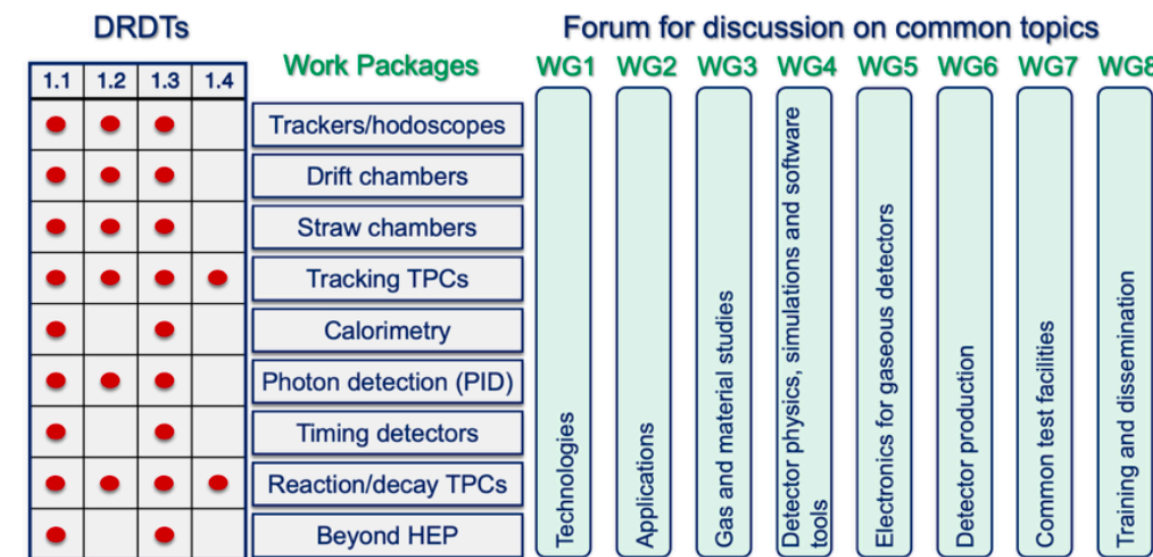 DRDTs
Forum for discussion on common topics
1.1 1.2 1.3 1.4
Work Packages
WG1 WG2 WG3 WG4 WG5 WG6 WG7 WG8
Trackers/hodoscopes
Drift chambers
Straw chambers
Tracking TPCs
Calorimetry
Photon detection (PID)
Timing detectors
Reaction/decay TPCs
Beyond HEP
Technologies
Applications
Gas and material studies
Detector physics, simulations and software
tools
Electronics for gaseous detectors
Detector production
Common test facilities
Training and dissemination